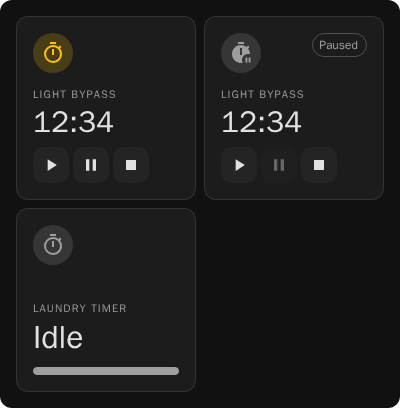 LIGHT BYPASS
12:34
Paused
LIGHT BYPASS
12:34
LAUNDRY TIMER
Idle